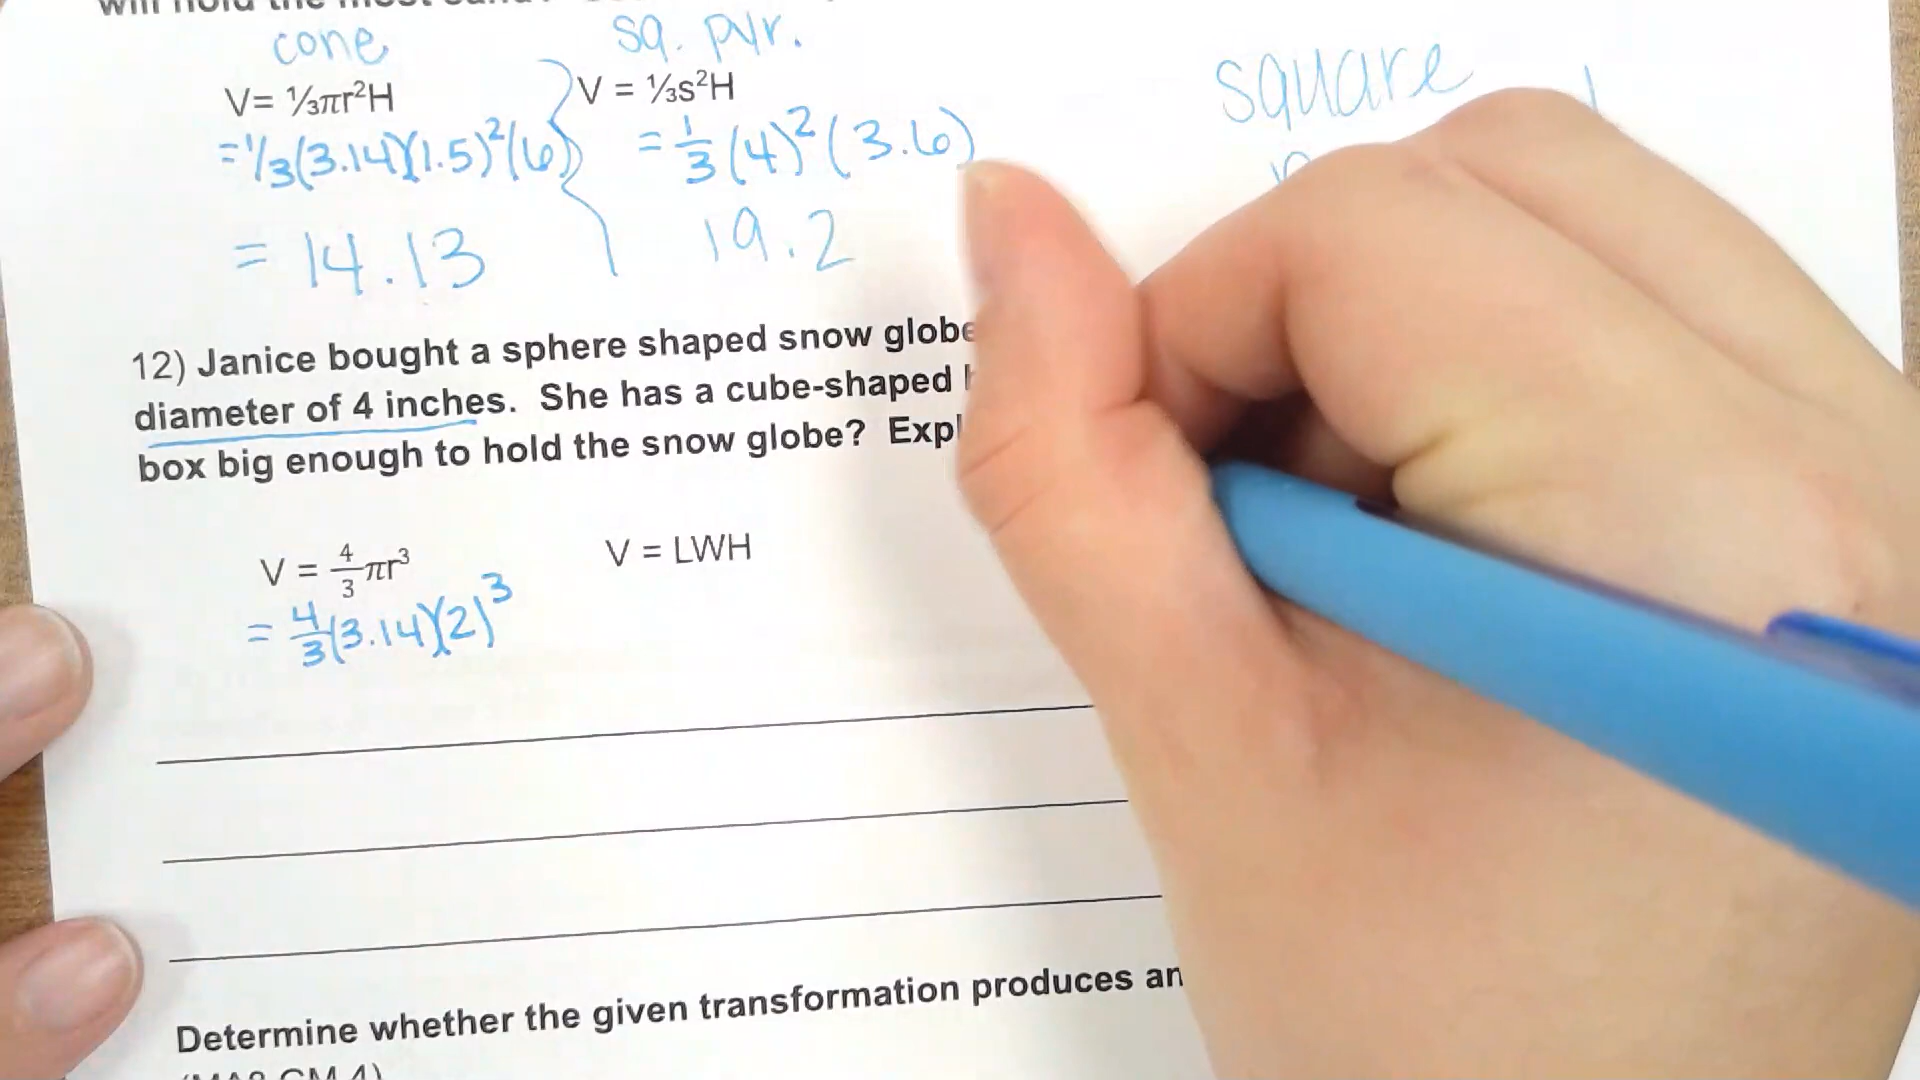 cone sq. pyr.
V= ⅓πr²H V = ⅓s²H square
=⅓(3.14)(1.5)²(6) = 1/3 (4)² (3.6)
= 14.13 19.2
12) Janice bought a sphere shaped snow globe
diameter of 4 inches. She has a cube-shaped
box big enough to hold the snow globe?
V = 4/3 πr³ V = LWH
= 4/3 (3.14)(2)³
Determine whether the given transformation produces an